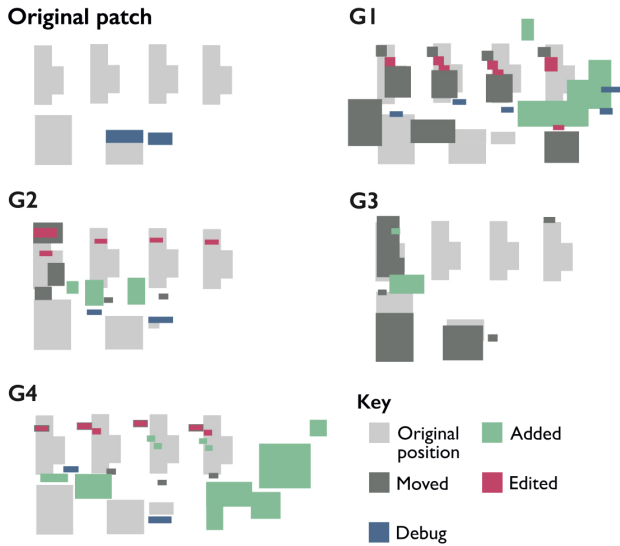 Original patch
G1
G2
G3
G4
Key
Original
position
Added
Moved
Edited
Debug